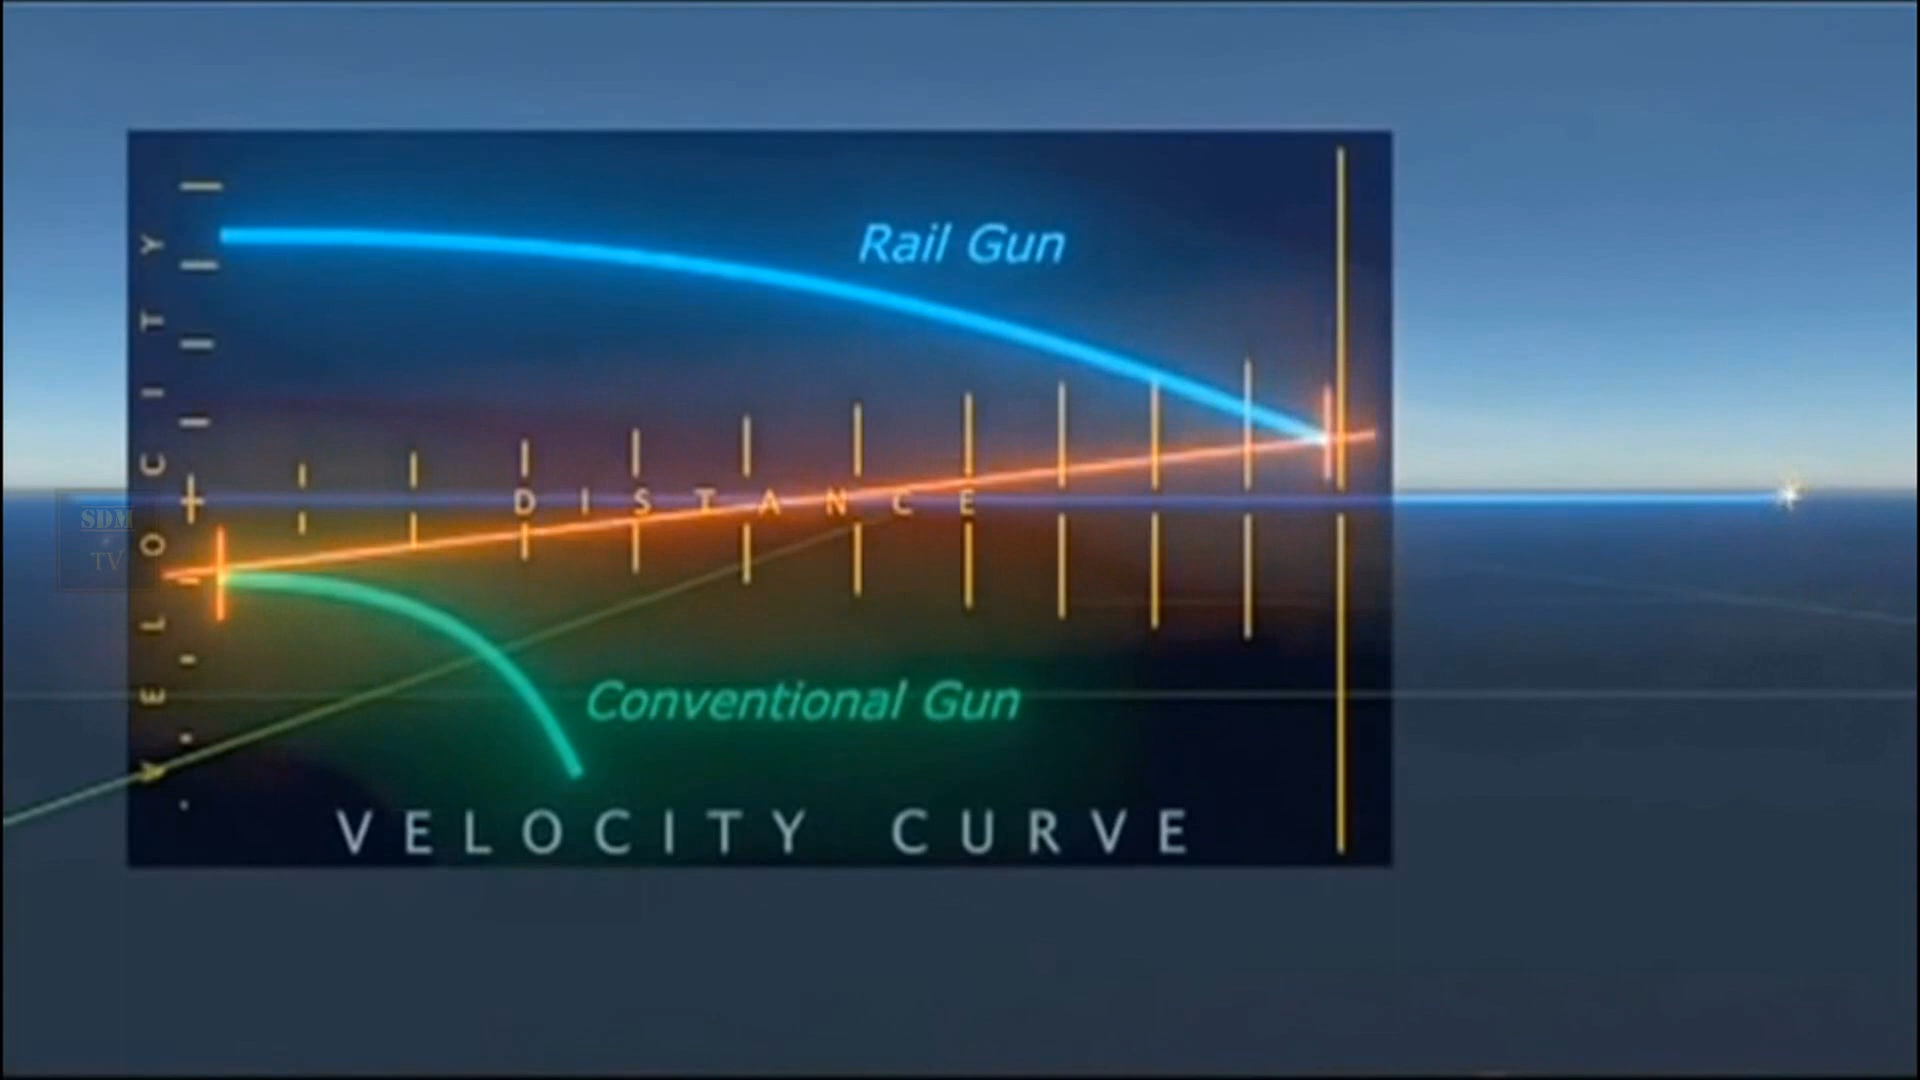 Rail Gun
VELOCITY
DISTANCE
SDM
TV
Conventional Gun
VELOCITY CURVE